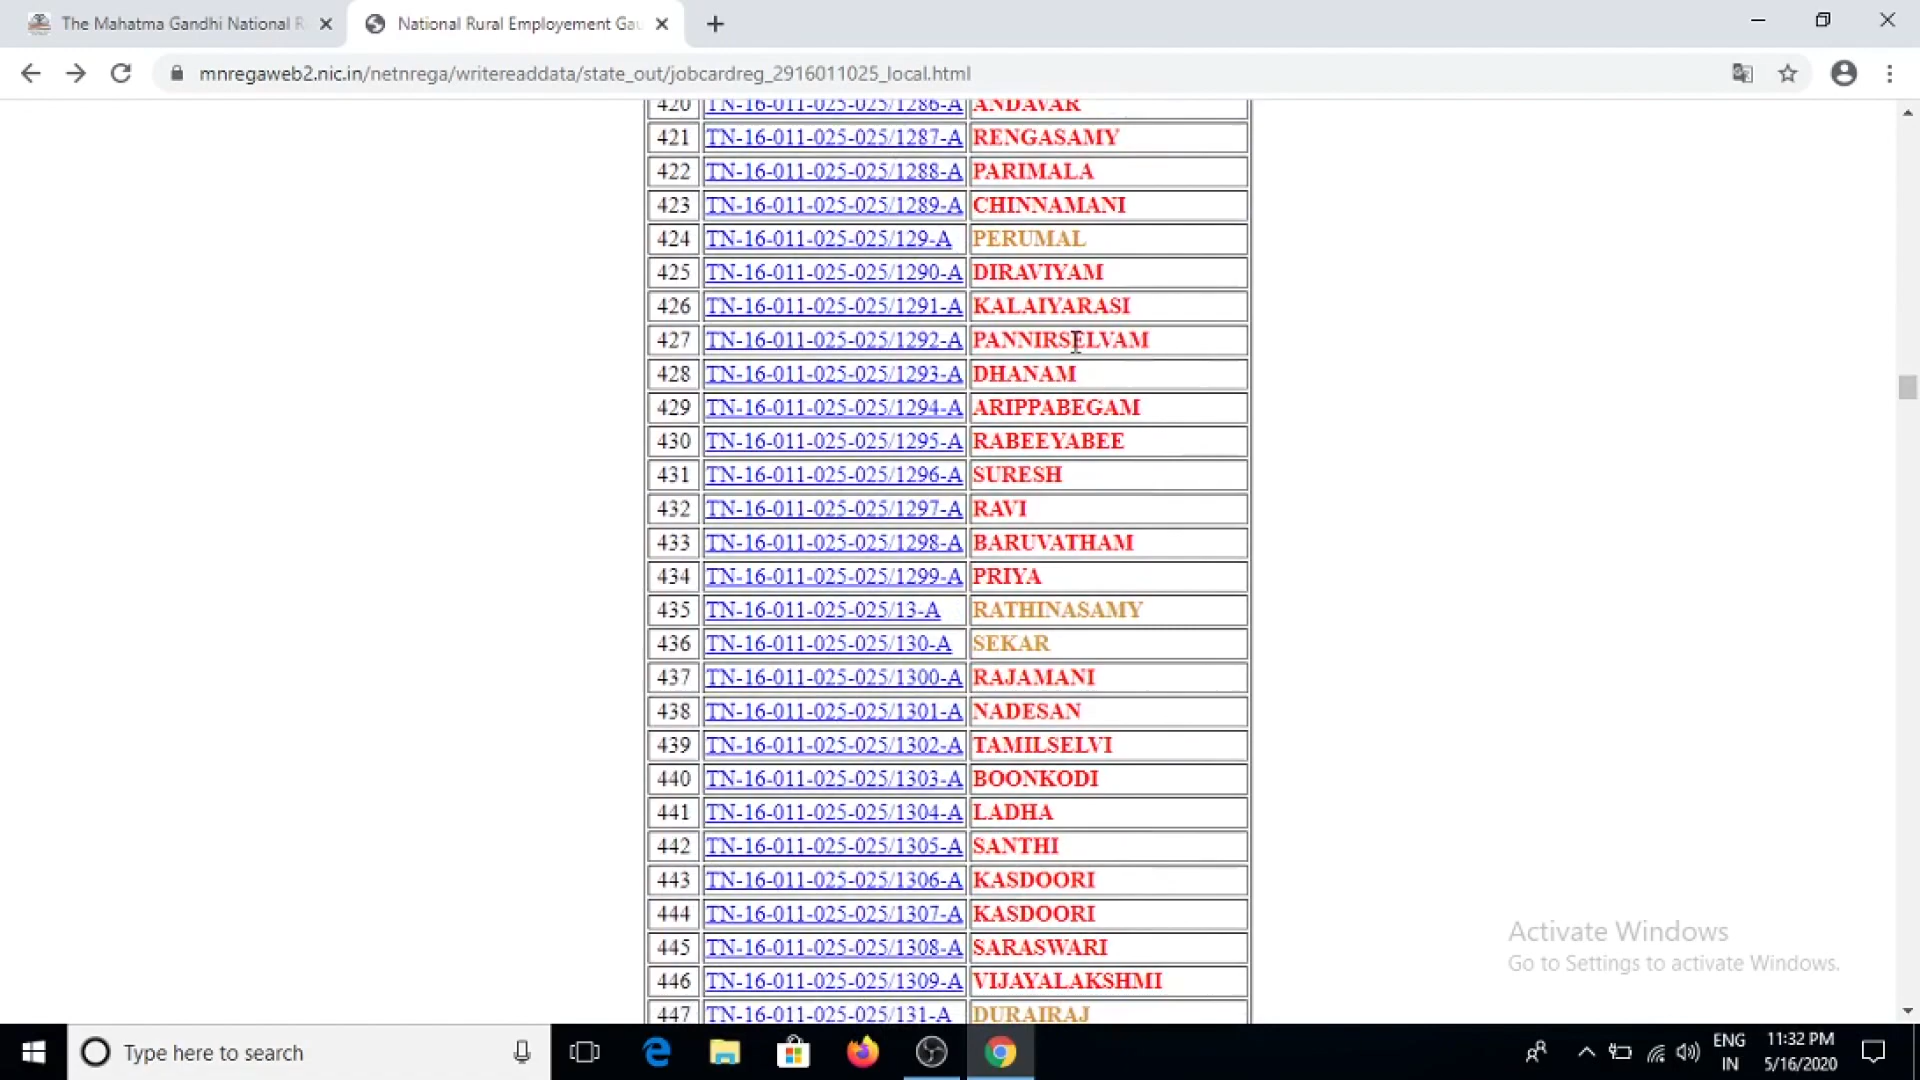 The Mahatma Gandhi National R
National Rural Employement Gau
mnregaweb2.nic.in/netnrega/writereaddata/state_out/jobcardreg_2916011025_local.html
420 TN-16-011-025-025/1286-A ANDAVAR
421 TN-16-011-025-025/1287-A RENGASAMY
422 TN-16-011-025-025/1288-A PARIMALA
423 TN-16-011-025-025/1289-A CHINNAMANI
424 TN-16-011-025-025/129-A PERUMAL
425 TN-16-011-025-025/1290-A DIRAVIYAM
426 TN-16-011-025-025/1291-A KALAIYARASI
427 TN-16-011-025-025/1292-A PANNIRSELVAM
428 TN-16-011-025-025/1293-A DHANAM
429 TN-16-011-025-025/1294-A ARIPPABEGAM
430 TN-16-011-025-025/1295-A RABEEYABEE
431 TN-16-011-025-025/1296-A SURESH
432 TN-16-011-025-025/1297-A RAVI
433 TN-16-011-025-025/1298-A BARUVATHAM
434 TN-16-011-025-025/1299-A PRIYA
435 TN-16-011-025-025/13-A RATHINASAMY
436 TN-16-011-025-025/130-A SEKAR
437 TN-16-011-025-025/1300-A RAJAMANI
438 TN-16-011-025-025/1301-A NADESAN
439 TN-16-011-025-025/1302-A TAMILSELVI
440 TN-16-011-025-025/1303-A BOONKODI
441 TN-16-011-025-025/1304-A LADHA
442 TN-16-011-025-025/1305-A SANTHI
443 TN-16-011-025-025/1306-A KASDOORI
444 TN-16-011-025-025/1307-A KASDOORI
445 TN-16-011-025-025/1308-A SARASWARI
446 TN-16-011-025-025/1309-A VIJAYALAKSHMI
447 TN-16-011-025-025/131-A DURAIRAJ
Activate Windows
Go to Settings to activate Windows.
Type here to search
ENG
IN
11:32 PM
5/16/2020